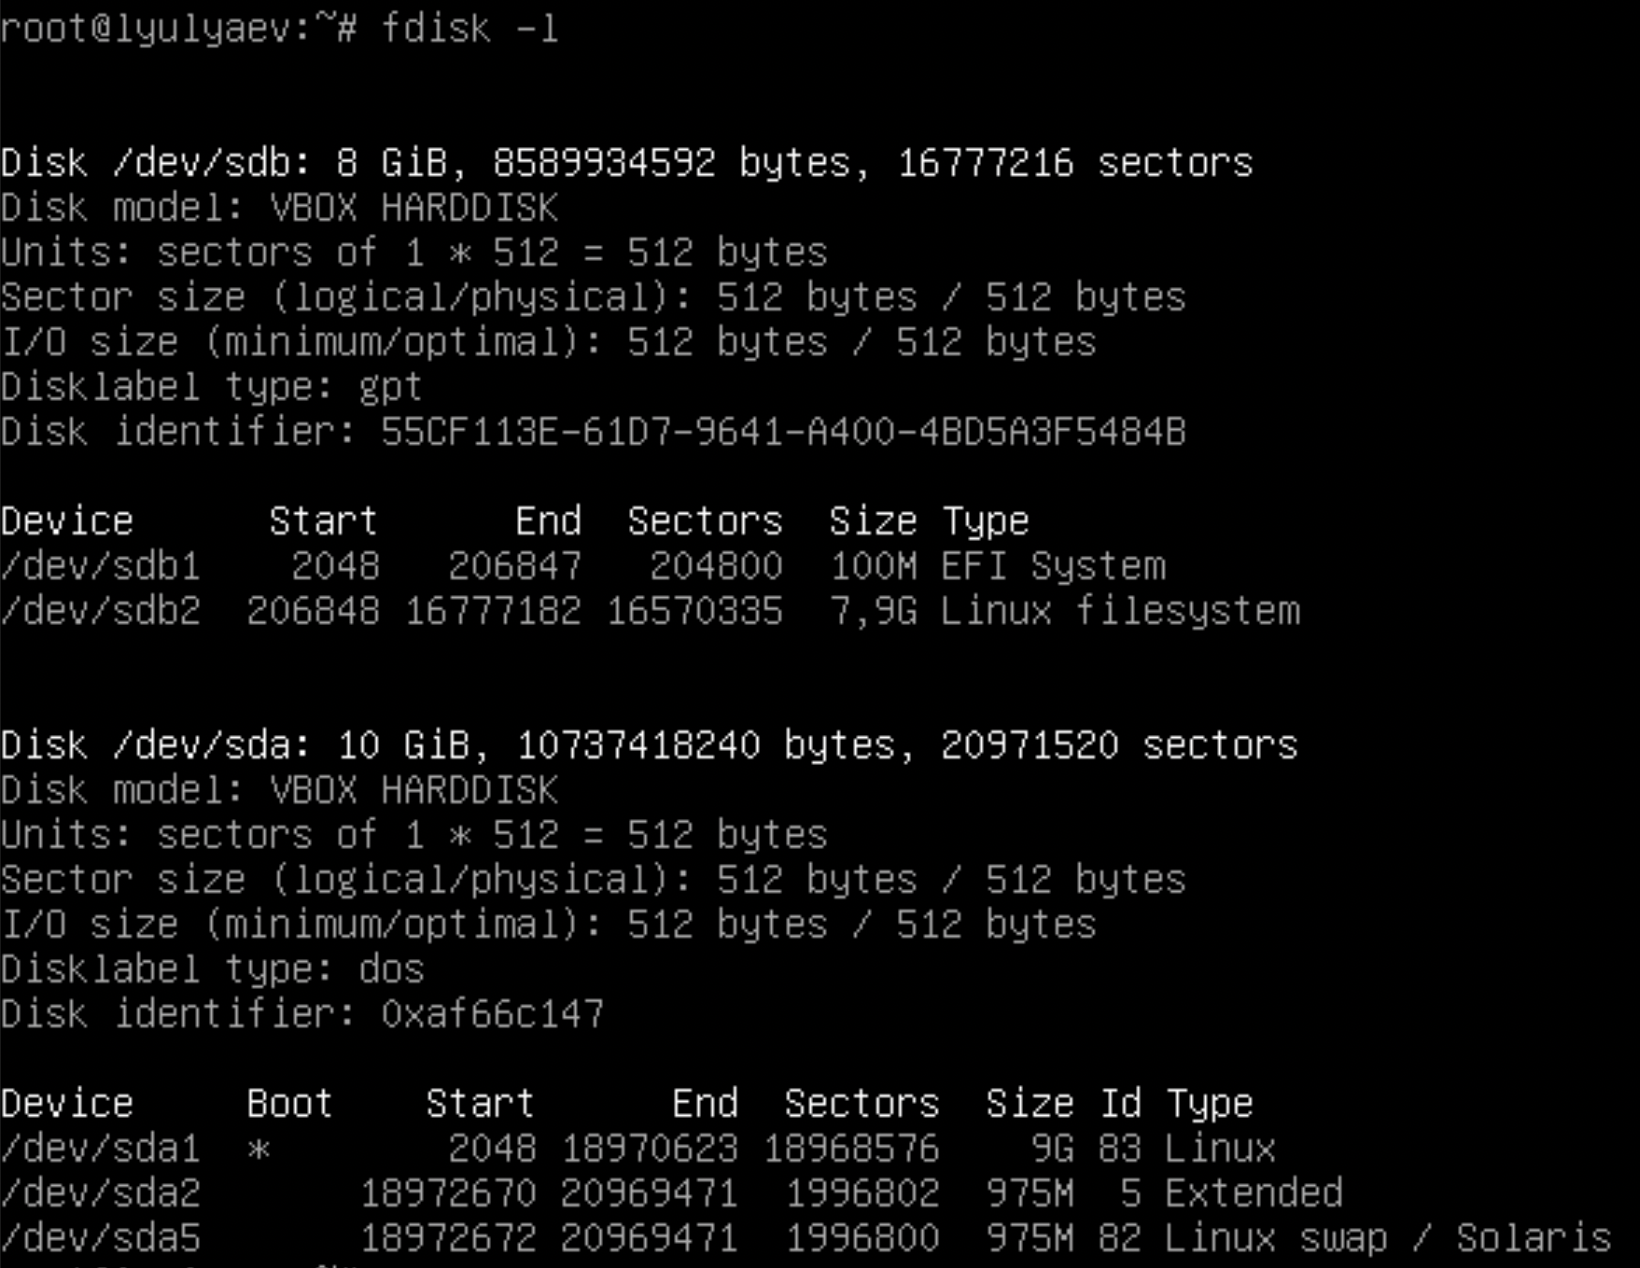 root@lyulyaev:~# fdisk -l
Disk /dev/sdb: 8 GiB, 8589934592 bytes, 16777216 sectors
Disk model: VBOX HARDDISK
Units: sectors of 1 * 512 = 512 bytes
Sector size (logical/physical): 512 bytes / 512 bytes
I/O size (minimum/optimal): 512 bytes / 512 bytes
Disklabel type: gpt
Disk identifier: 55CF113E-61D7-9641-A400-4BD5A3F5484B
Device Start End Sectors Size Type
/dev/sdb1 2048 206847 204800 100M EFI System
/dev/sdb2 206848 16777182 16570335 7,9G Linux filesystem
Disk /dev/sda: 10 GiB, 10737418240 bytes, 20971520 sectors
Disk model: VBOX HARDDISK
Units: sectors of 1 * 512 = 512 bytes
Sector size (logical/physical): 512 bytes / 512 bytes
I/O size (minimum/optimal): 512 bytes / 512 bytes
Disklabel type: dos
Disk identifier: 0xaf66c147
Device Boot Start End Sectors Size Id Type
/dev/sda1 * 2048 18970623 18968576 9G 83 Linux
/dev/sda2 18972670 20969471 1996802 975M 5 Extended
/dev/sda5 18972672 20969471 1996800 975M 82 Linux swap / Solaris